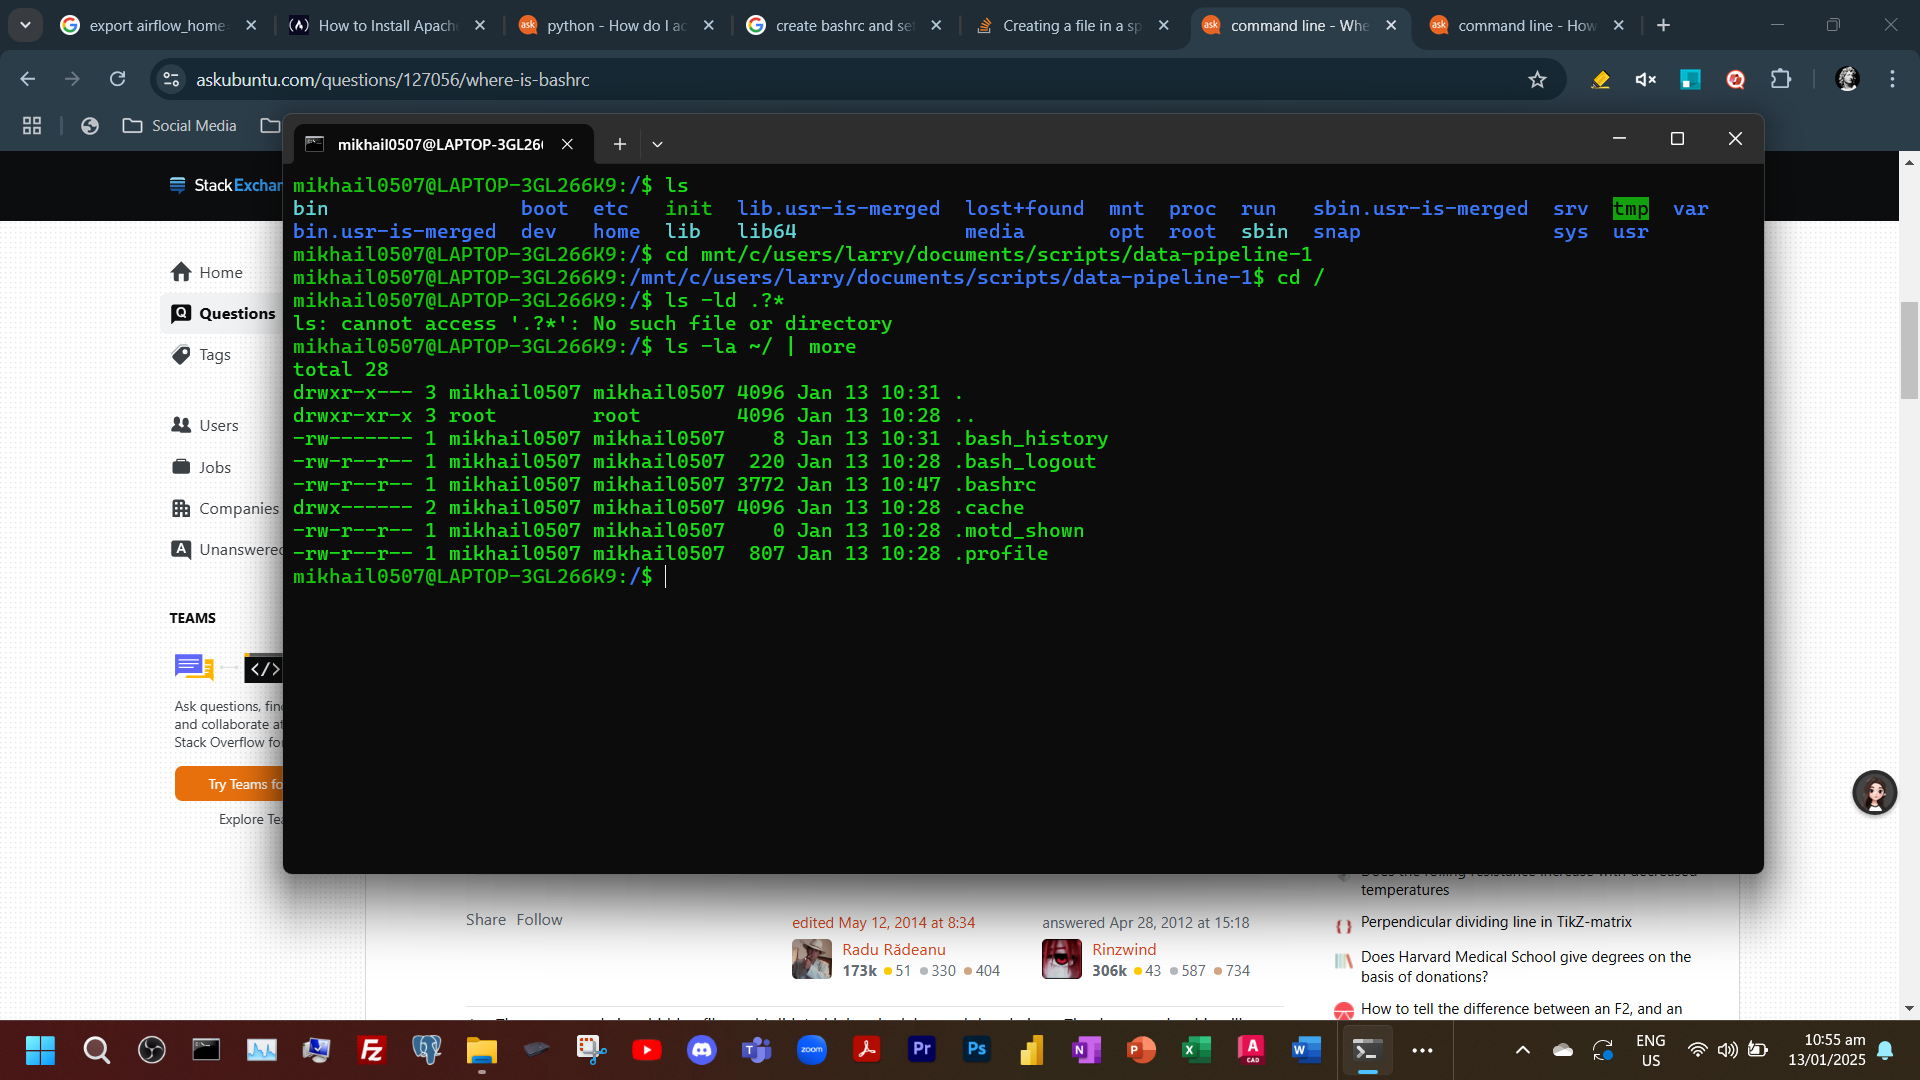 export airflow_home
How to Install Apach
python - How do I ac
create bashrc and se
Creating a file in a sp
command line - Whe
command line - How
askubuntu.com/questions/127056/where-is-bashrc
Social Media
mikhail0507@LAPTOP-3GL26
StackExchan
Home
Questions
Tags
Users
Jobs
Companies
Unanswered
TEAMS
Ask questions, fin
and collaborate at
Stack Overflow fo
Try Teams fo
Explore Tea
mikhail0507@LAPTOP-3GL266K9:/$ ls
bin boot etc init lib.usr-is-merged lost+found mnt proc run sbin.usr-is-merged srv tmp var
bin.usr-is-merged dev home lib lib64 media opt root sbin snap sys usr
mikhail0507@LAPTOP-3GL266K9:/$ cd mnt/c/users/larry/documents/scripts/data-pipeline-1
mikhail0507@LAPTOP-3GL266K9:/mnt/c/users/larry/documents/scripts/data-pipeline-1$ cd /
mikhail0507@LAPTOP-3GL266K9:/$ ls -ld .?*
ls: cannot access '.?*': No such file or directory
mikhail0507@LAPTOP-3GL266K9:/$ ls -la ~/ | more
total 28
drwxr-x--- 3 mikhail0507 mikhail0507 4096 Jan 13 10:31 .
drwxr-xr-x 3 root root 4096 Jan 13 10:28 ..
-rw------- 1 mikhail0507 mikhail0507 8 Jan 13 10:31 .bash_history
-rw-r--r-- 1 mikhail0507 mikhail0507 220 Jan 13 10:28 .bash_logout
-rw-r--r-- 1 mikhail0507 mikhail0507 3772 Jan 13 10:47 .bashrc
drwx------ 2 mikhail0507 mikhail0507 4096 Jan 13 10:28 .cache
-rw-r--r-- 1 mikhail0507 mikhail0507 0 Jan 13 10:28 .motd_shown
-rw-r--r-- 1 mikhail0507 mikhail0507 807 Jan 13 10:28 .profile
mikhail0507@LAPTOP-3GL266K9:/$
Share Follow
edited May 12, 2014 at 8:34
Radu Rădeanu
173k 51 330 404
answered Apr 28, 2012 at 15:18
Rinzwind
306k 43 587 734
temperatures
Perpendicular dividing line in TikZ-matrix
Does Harvard Medical School give degrees on the
basis of donations?
How to tell the difference between an F2, and an
ENG
US
10:55 am
13/01/2025